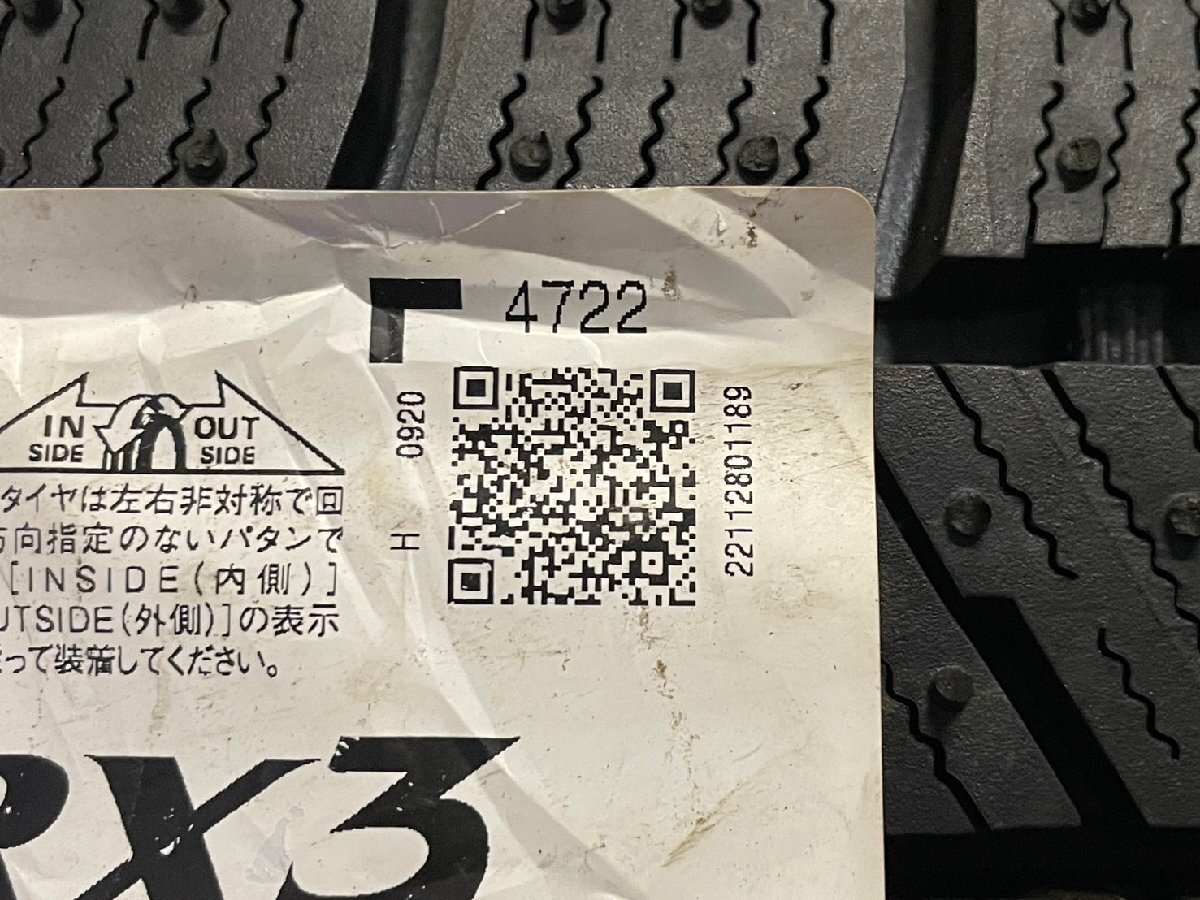 4722
H 0920
221128011189
IN SIDE
OUT SIDE
タイヤは左右非対称で回
方向指定のないパタンで
[INSIDE(内側)]
UTSIDE(外側)]の表示
って装着してください。
RX3